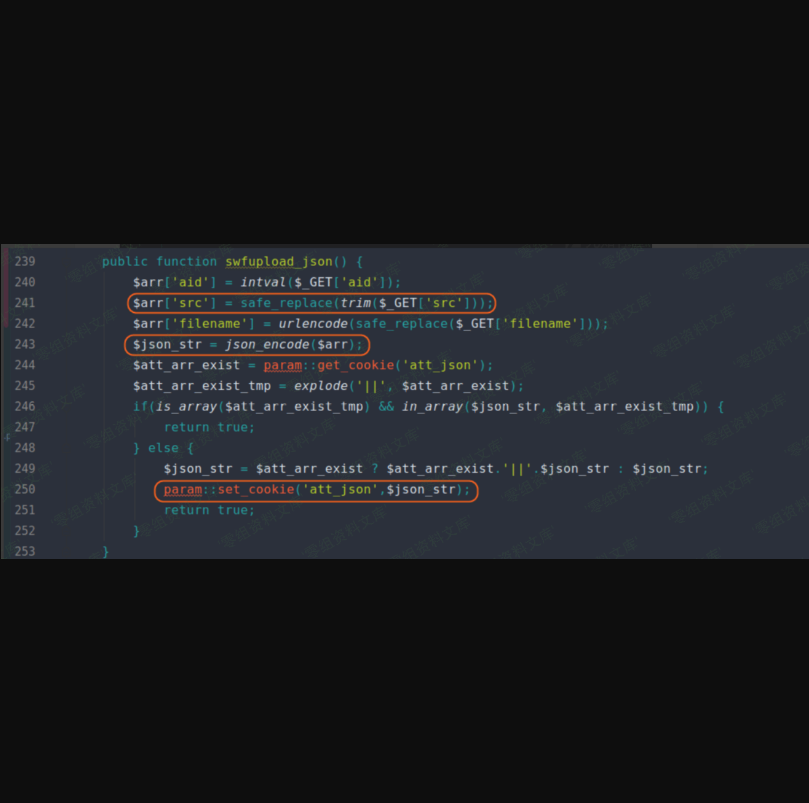 239 public function swfupload_json() {
240 $arr['aid'] = intval($_GET['aid']);
241 $arr['src'] = safe_replace(trim($_GET['src']));
242 $arr['filename'] = urlencode(safe_replace($_GET['filename']));
243 $json_str = json_encode($arr);
244 $att_arr_exist = param::get_cookie('att_json');
245 $att_arr_exist_tmp = explode('||', $att_arr_exist);
246 if(is_array($att_arr_exist_tmp) && in_array($json_str, $att_arr_exist_tmp)) {
247 return true;
248 } else {
249 $json_str = $att_arr_exist ? $att_arr_exist.'||'.$json_str : $json_str;
250 param::set_cookie('att_json',$json_str);
251 return true;
252 }
253 }